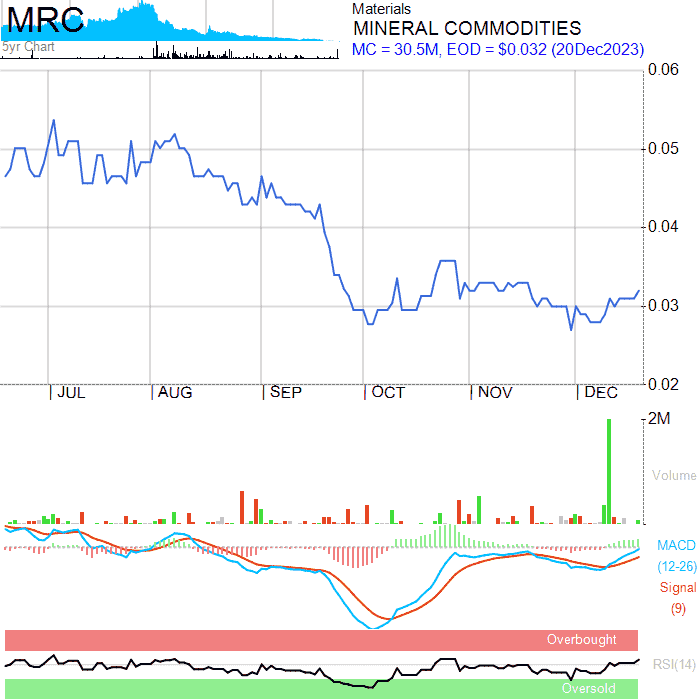 MRC
5yr Chart
Materials
MINERAL COMMODITIES
MC = 30.5M, EOD = $0.032 (20Dec2023)
0.06
0.05
0.04
0.03
0.02
JUL AUG SEP OCT NOV DEC
2M
Volume
MACD
(12-26)
Signal
(9)
Overbought
RSI(14)
Oversold